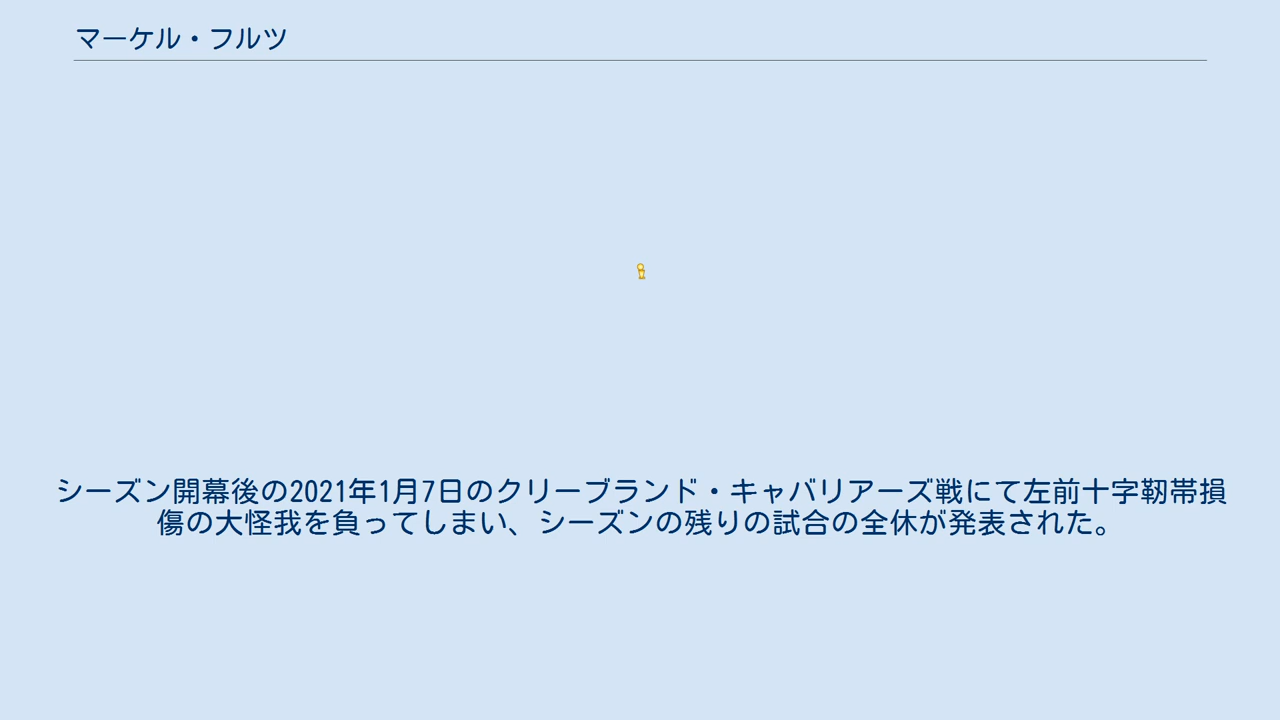 マーケル・フルツ
シーズン開幕後の2021年1月7日のクリーブランド・キャバリアーズ戦にて左前十字靭帯損
傷の大怪我を負ってしまい、シーズンの残りの試合の全休が発表された。